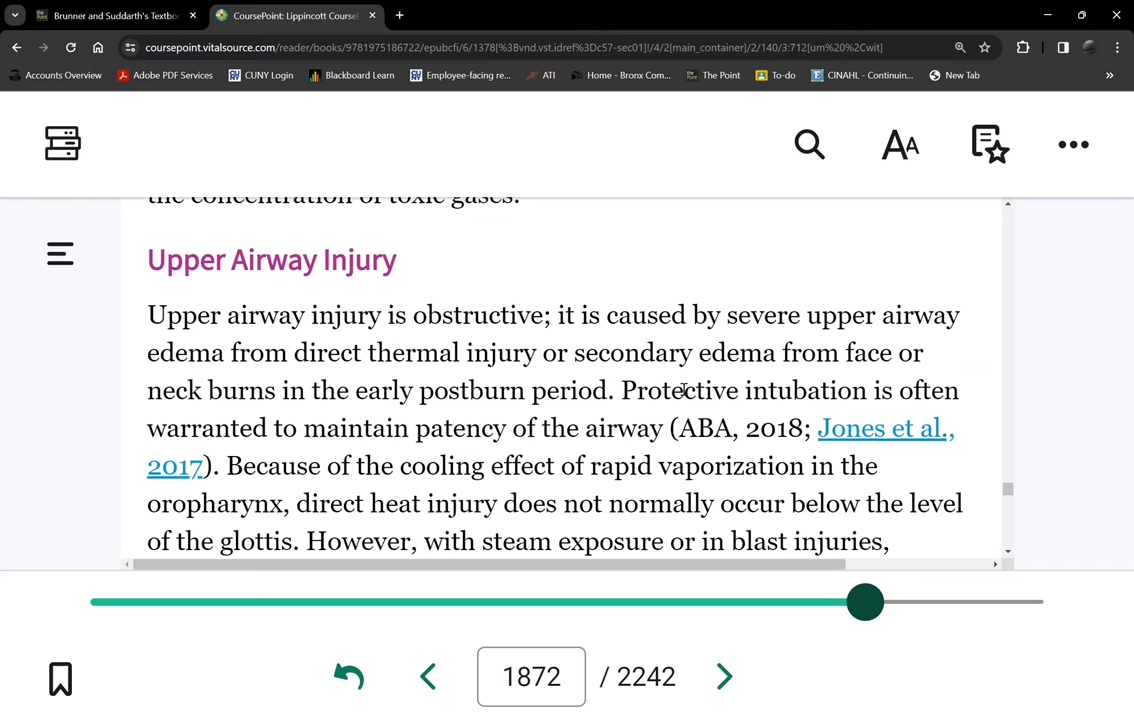 Brunner and Suddarth's Textbo
CoursePoint: Lippincott CourseP
coursepoint.vitalsource.com/reader/books/9781975186722/epubcfi/6/1378[%3Bvnd.vst.idref%3Dc57-sec01]!/4/2[main_container]/2/140/3:712[um%20%2Cwit]
Accounts Overview
Adobe PDF Services
CUNY Login
Blackboard Learn
Employee-facing re...
ATI
Home - Bronx Com...
The Point
To-do
CINAHL - Continuin...
New Tab
the concentration of toxic gases.
Upper Airway Injury
Upper airway injury is obstructive; it is caused by severe upper airway
edema from direct thermal injury or secondary edema from face or
neck burns in the early postburn period. Protective intubation is often
warranted to maintain patency of the airway (ABA, 2018; Jones et al.,
2017). Because of the cooling effect of rapid vaporization in the
oropharynx, direct heat injury does not normally occur below the level
of the glottis. However, with steam exposure or in blast injuries,
1872 / 2242